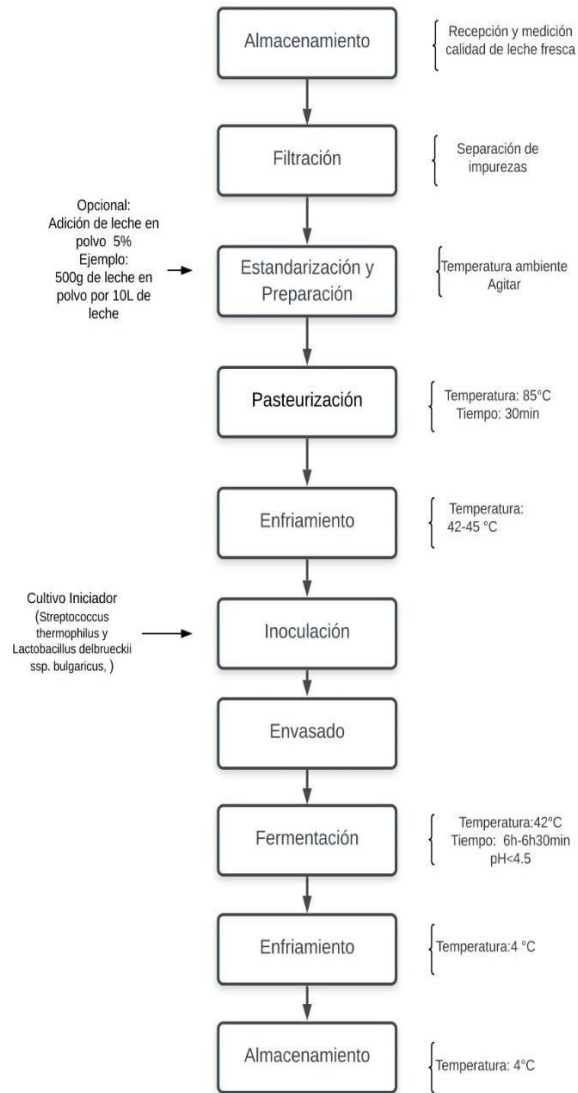 Almacenamiento
Recepción y medición
calidad de leche fresca
Filtración
Separación de
impurezas
Opcional:
Adición de leche en
polvo 5%
Ejemplo:
500g de leche en
polvo por 10L de
leche
Estandarización y
Preparación
Temperatura ambiente
Agitar
Pasteurización
Temperatura: 85°C
Tiempo: 30min
Enfriamiento
Temperatura:
42-45 °C
Cultivo Iniciador
(Streptococcus
thermophilus y
Lactobacillus delbrueckii
ssp. bulgaricus, )
Inoculación
Envasado
Fermentación
Temperatura:42°C
Tiempo: 6h-6h30min
pH<4.5
Enfriamiento
Temperatura:4 °C
Almacenamiento
Temperatura: 4°C